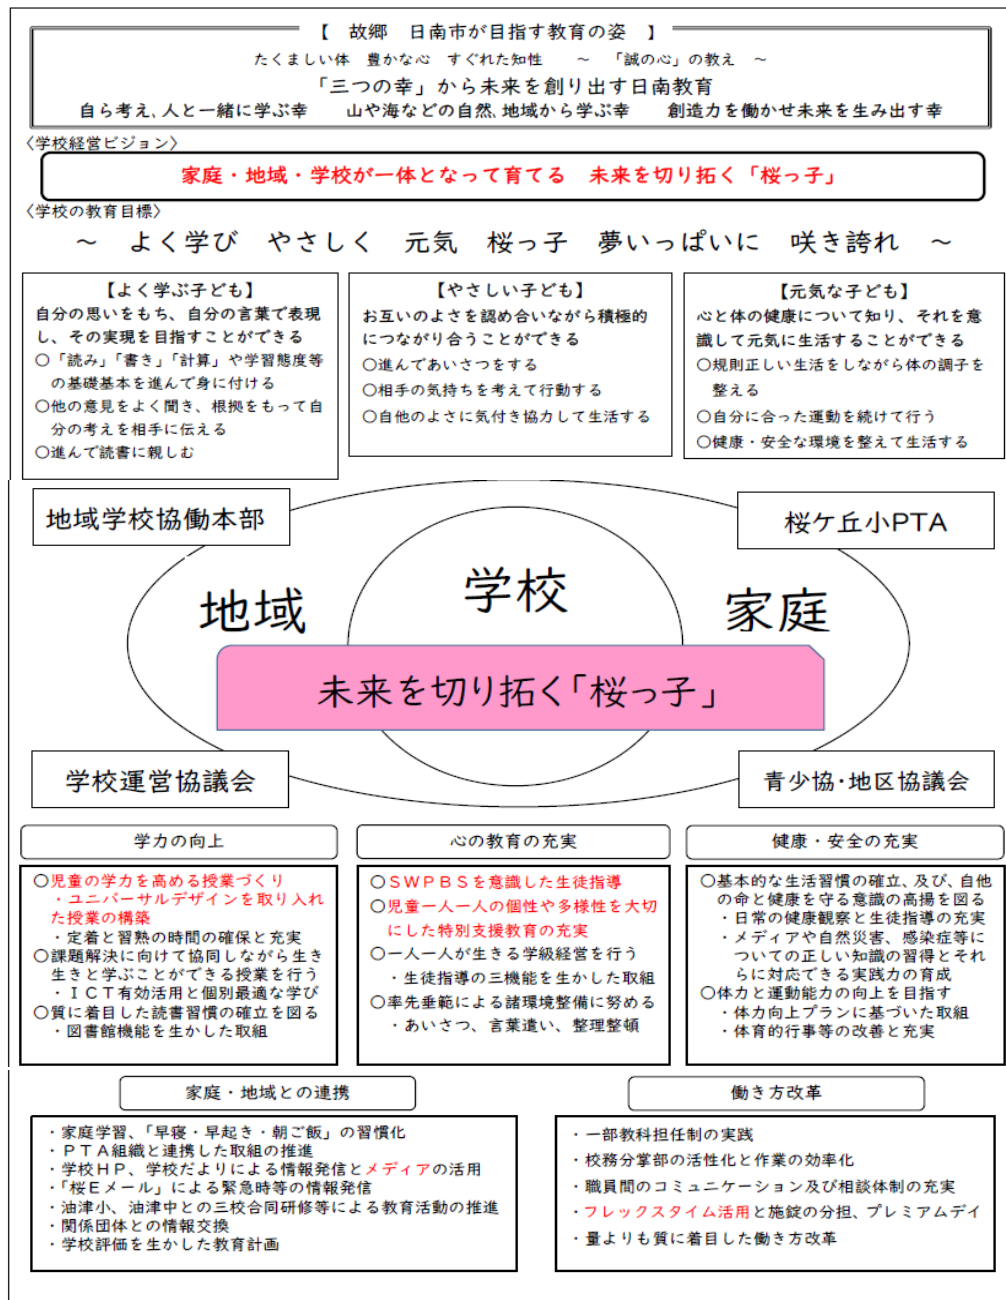 【　故郷　日南市が目指す教育の姿　】
たくましい体　豊かな心　すぐれた知性　　～　「誠の心」の教え　～
「三つの幸」から未来を創り出す日南教育
自ら考え、人と一緒に学ぶ幸　　山や海などの自然、地域から学ぶ幸　　創造力を働かせ未来を生み出す幸
〈学校経営ビジョン〉
家庭・地域・学校が一体となって育てる　未来を切り拓く「桜っ子」
〈学校の教育目標〉
～　よく学び　やさしく　元気　桜っ子　夢いっぱいに　咲き誇れ　～
【よく学ぶ子ども】
自分の思いをもち、自分の言葉で表現
し、その実現を目指すことができる
○「読み」「書き」「計算」や学習態度等
の基礎基本を進んで身に付ける
○他の意見をよく聞き、根拠をもって自
分の考えを相手に伝える
○進んで読書に親しむ
【やさしい子ども】
お互いのよさを認め合いながら積極的
につながり合うことができる
○進んであいさつをする
○相手の気持ちを考えて行動する
○自他のよさに気付き協力して生活する
【元気な子ども】
心と体の健康について知り、それを意
識して元気に生活することができる
○規則正しい生活をしながら体の調子を
整える
○自分に合った運動を続けて行う
○健康・安全な環境を整えて生活する
地域学校協働本部
桜ケ丘小PTA
地域
学校
家庭
未来を切り拓く「桜っ子」
学校運営協議会
青少協・地区協議会
学力の向上
○児童の学力を高める授業づくり
・ユニバーサルデザインを取り入れ
た授業の構築
・定着と習熟の時間の確保と充実
○課題解決に向けて協同しながら生き
生きと学ぶことができる授業を行う
・ＩＣＴ有効活用と個別最適な学び
○質に着目した読書習慣の確立を図る
・図書館機能を生かした取組
心の教育の充実
○ＳＷＰＢＳを意識した生徒指導
○児童一人一人の個性や多様性を大切
にした特別支援教育の充実
○一人一人が生きる学級経営を行う
・生徒指導の三機能を生かした取組
○率先垂範による諸環境整備に努める
・あいさつ、言葉遣い、整理整頓
健康・安全の充実
○基本的な生活習慣の確立、及び、自他
の命と健康を守る意識の高揚を図る
・日常の健康観察と生徒指導の充実
・メディアや自然災害、感染症等に
ついての正しい知識の習得とそれ
らに対応できる実践力の育成
○体力と運動能力の向上を目指す
・体力向上プランに基づいた取組
・体育的行事等の改善と充実
家庭・地域との連携
・家庭学習、「早寝・早起き・朝ご飯」の習慣化
・ＰＴＡ組織と連携した取組の推進
・学校ＨＰ、学校だよりによる情報発信とメディアの活用
・「桜Ｅメール」による緊急時等の情報発信
・油津小、油津中との三校合同研修等による教育活動の推進
・関係団体との情報交換
・学校評価を生かした教育計画
働き方改革
・一部教科担任制の実践
・校務分掌部の活性化と作業の効率化
・職員間のコミュニケーション及び相談体制の充実
・フレックスタイム活用と施錠の分担、プレミアムデイ
・量よりも質に着目した働き方改革